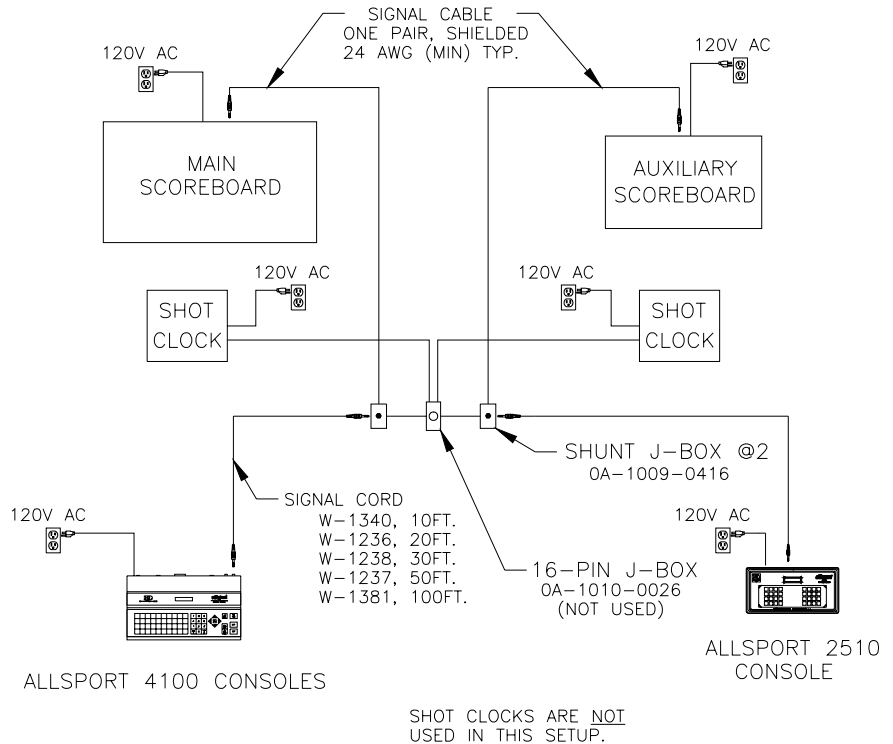 SIGNAL CABLE
ONE PAIR, SHIELDED
24 AWG (MIN) TYP.
120V AC
120V AC
MAIN
SCOREBOARD
AUXILIARY
SCOREBOARD
120V AC
120V AC
SHOT
CLOCK
SHOT
CLOCK
SHUNT J-BOX @2
0A-1009-0416
SIGNAL CORD
W-1340, 10FT.
W-1236, 20FT.
W-1238, 30FT.
W-1237, 50FT.
W-1381, 100FT.
120V AC
120V AC
16-PIN J-BOX
0A-1010-0026
(NOT USED)
ALLSPORT 4100 CONSOLES
ALLSPORT 2510
CONSOLE
SHOT CLOCKS ARE NOT
USED IN THIS SETUP.